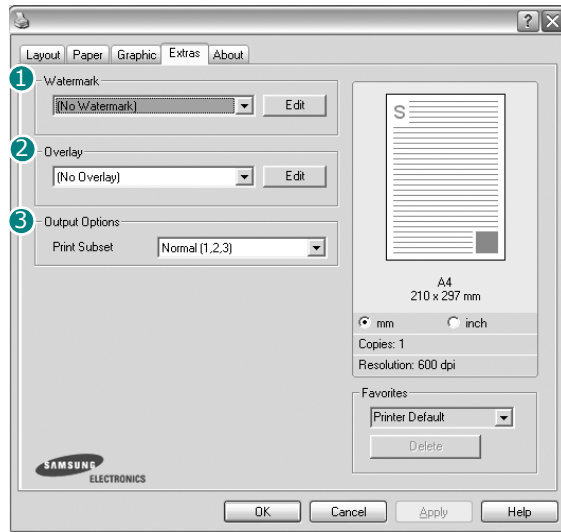 Layout Paper Graphic Extras About
1 Watermark
(No Watermark) Edit
2 Overlay
(No Overlay) Edit
3 Output Options
Print Subset Normal (1,2,3)
S
A4
210 x 297 mm
mm inch
Copies: 1
Resolution: 600 dpi
Favorites
Printer Default
Delete
SAMSUNG
ELECTRONICS
OK Cancel Apply Help